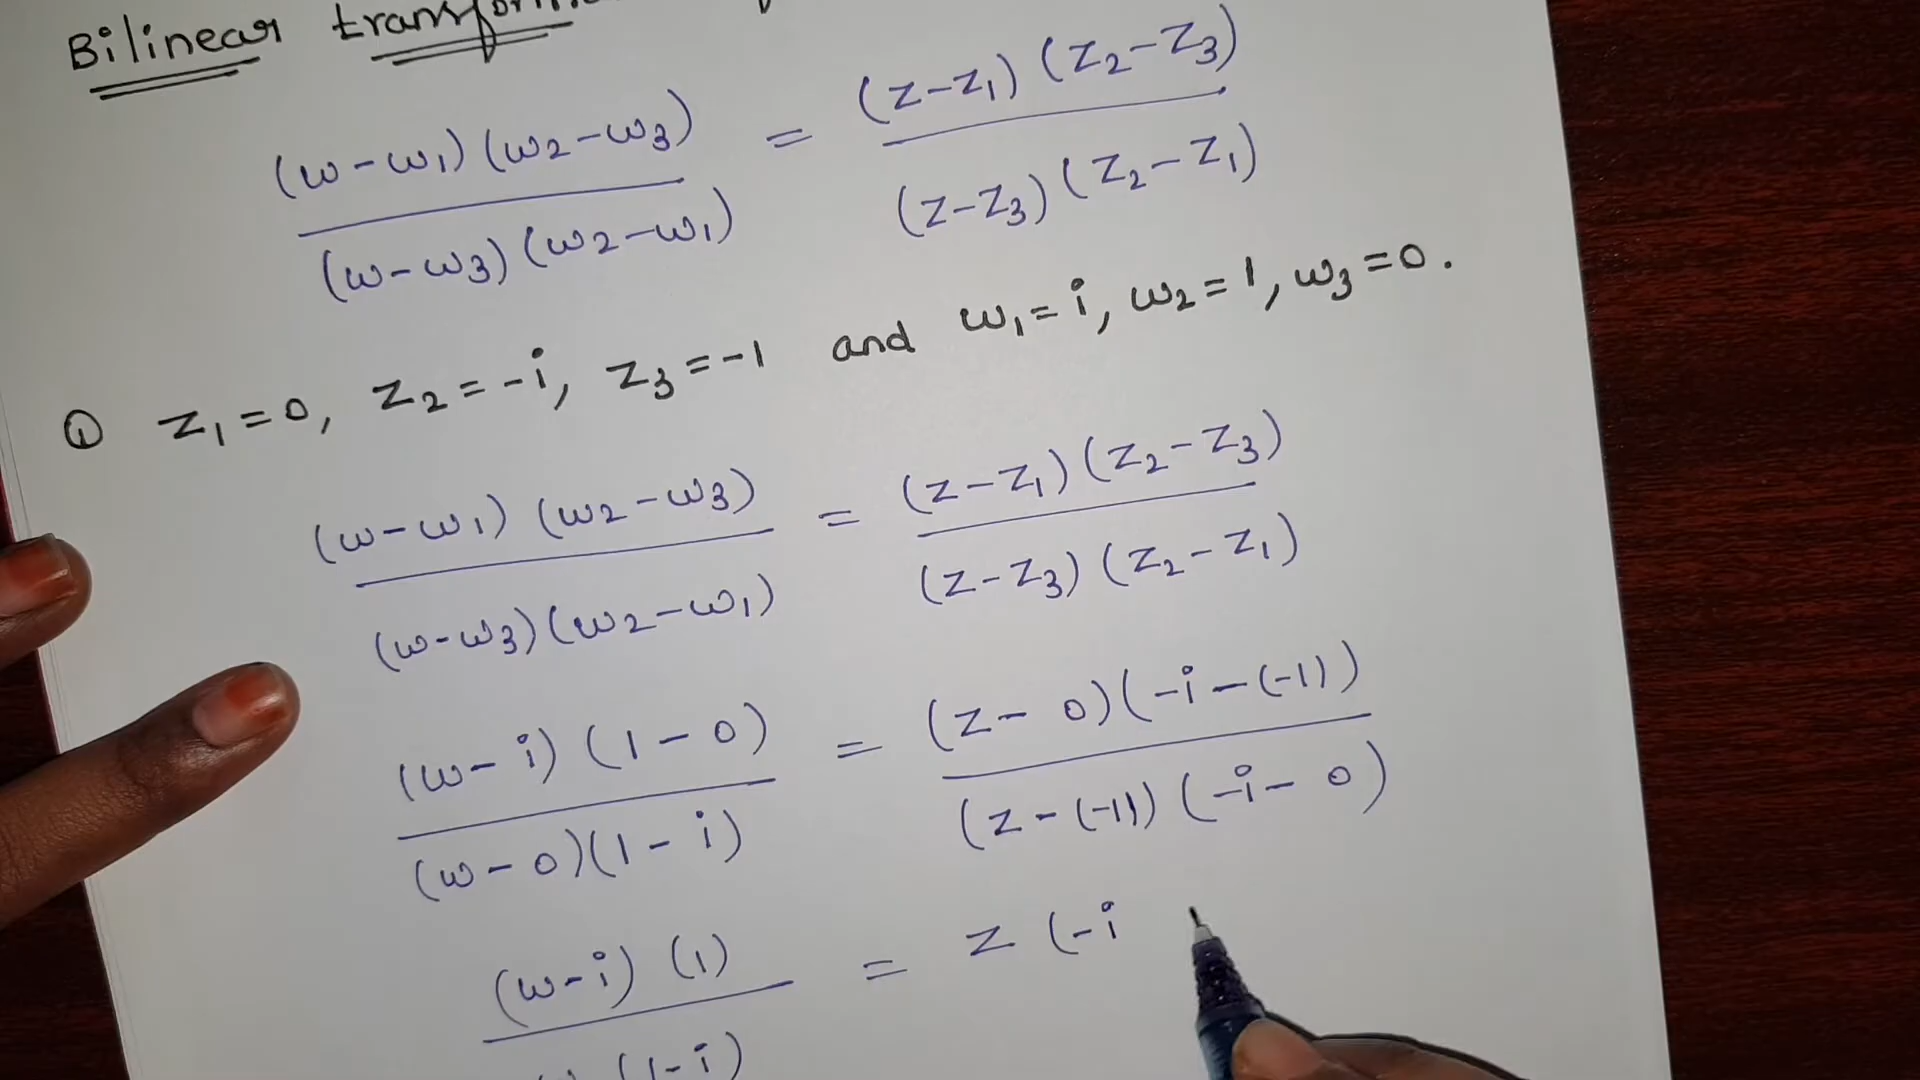 Bilinear
(w-w₁)(w₂-w₃) = (z-z₁)(z₂-z₃)
(w-w₃)(w₂-w₁) (z-z₃)(z₂-z₁)
① z₁=0, z₂=-i, z₃=-1 and w₁=i, w₂=1, w₃=0.
(w-w₁)(w₂-w₃) = (z-z₁)(z₂-z₃)
(w-w₃)(w₂-w₁) (z-z₃)(z₂-z₁)
(w-i)(1-0) = (z-0)(-i-(-1))
(w-0)(1-i) (z-(-1))(-i-0)
(w-i)(1) = z(-i
(1-i)